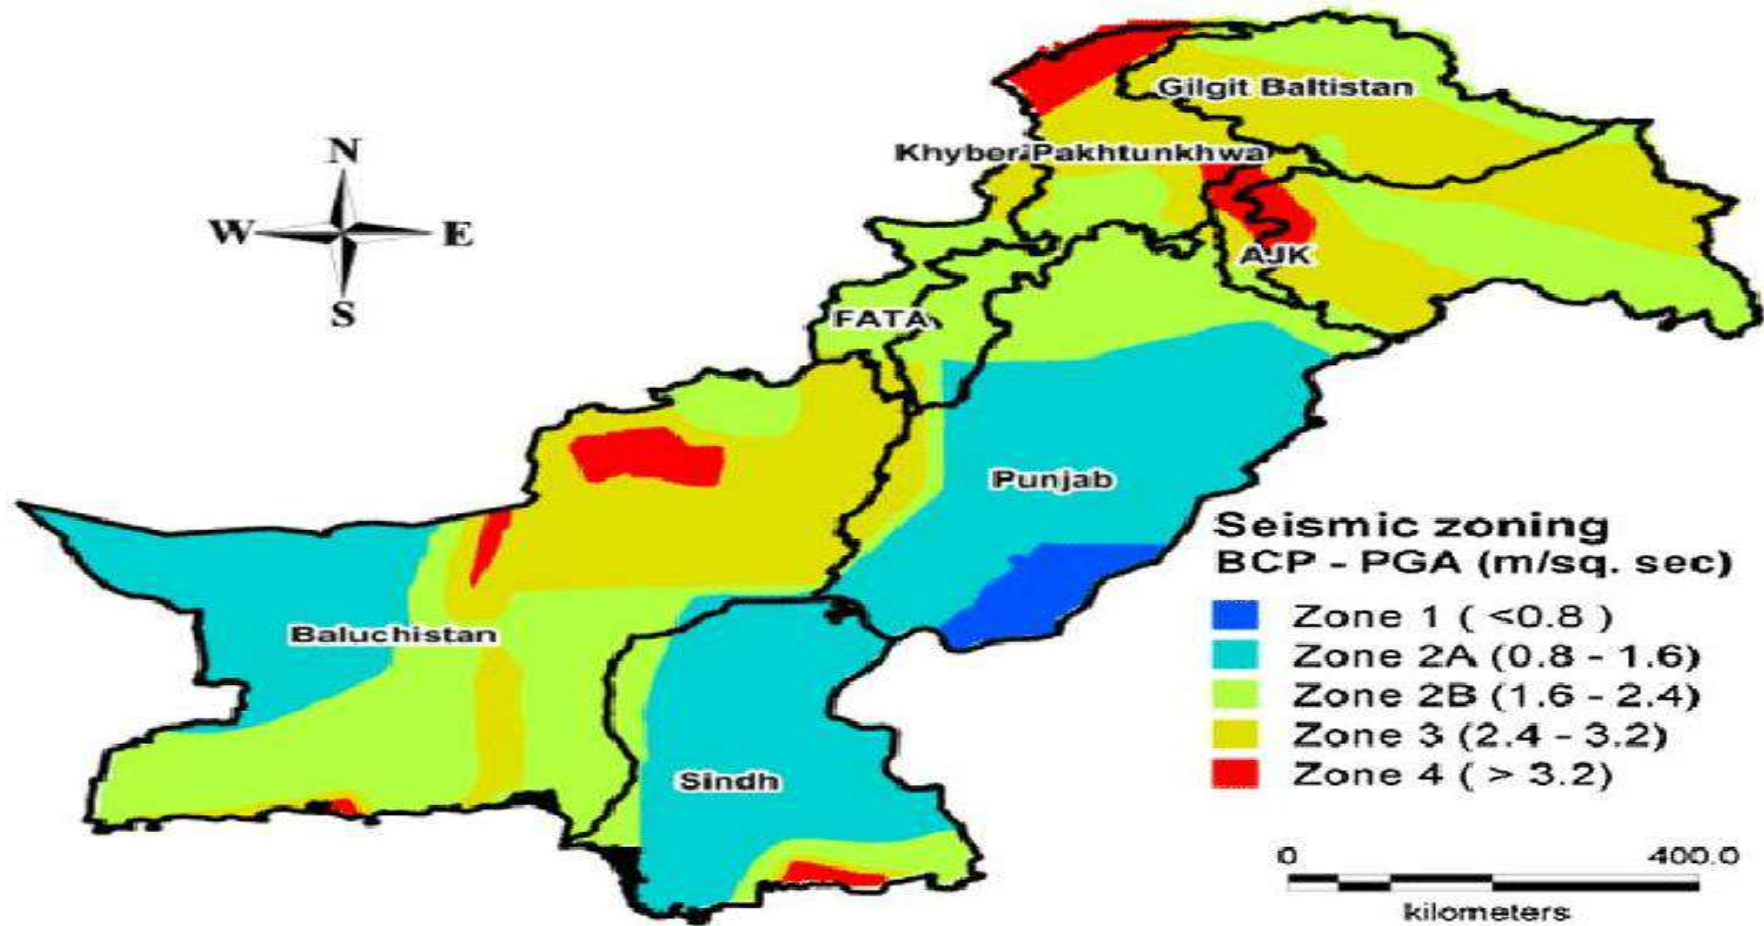 N
W E
S
Gilgit Baltistan
Khyber Pakhtunkhwa
AJK
FATA
Punjab
Baluchistan
Sindh
Seismic zoning
BCP - PGA (m/sq. sec)
Zone 1 ( <0.8 )
Zone 2A (0.8 - 1.6)
Zone 2B (1.6 - 2.4)
Zone 3 (2.4 - 3.2)
Zone 4 ( > 3.2)
0 400.0
kilometers